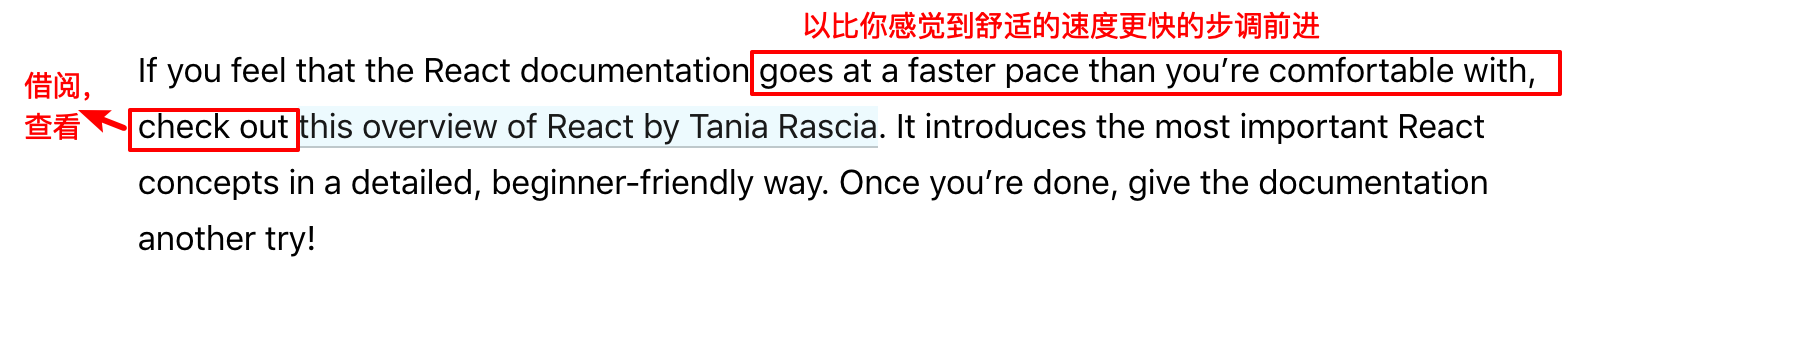 以比你感觉到舒适的速度更快的步调前进
If you feel that the React documentation goes at a faster pace than you’re comfortable with,
借阅，
查看
check out this overview of React by Tania Rascia. It introduces the most important React
concepts in a detailed, beginner-friendly way. Once you’re done, give the documentation
another try!